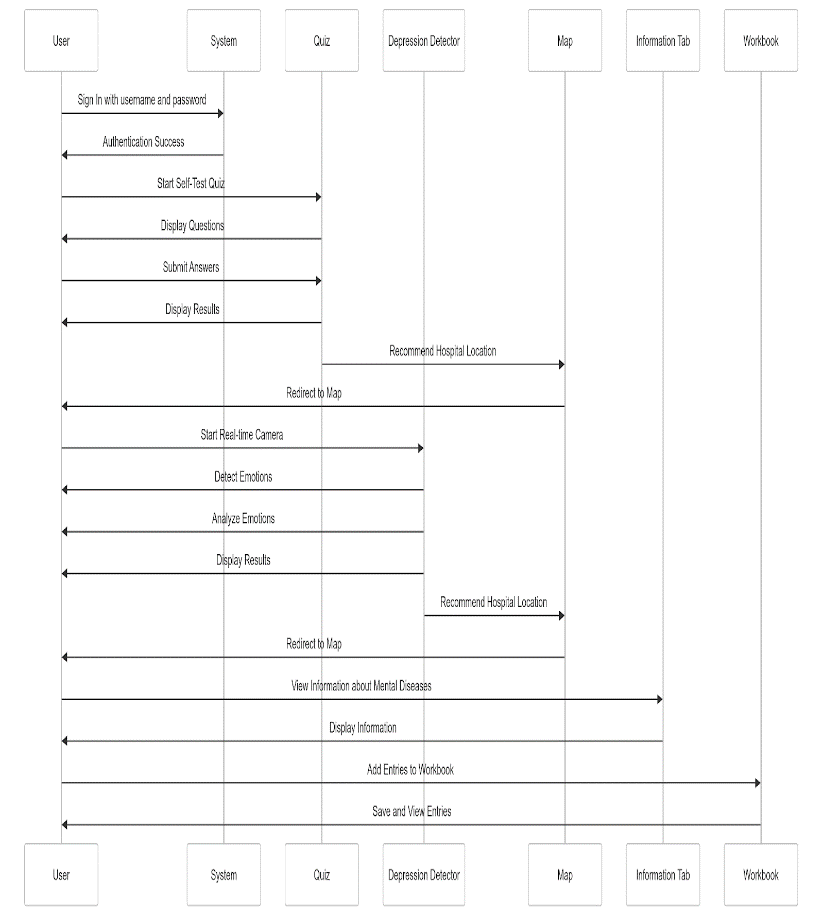 User
System
Quiz
Depression Detector
Map
Information Tab
Workbook
Sign In with username and password
Authentication Success
Start Self-Test Quiz
Display Questions
Submit Answers
Display Results
Recommend Hospital Location
Redirect to Map
Start Real-time Camera
Detect Emotions
Analyze Emotions
Display Results
Recommend Hospital Location
Redirect to Map
View Information about Mental Diseases
Display Information
Add Entries to Workbook
Save and View Entries
User
System
Quiz
Depression Detector
Map
Information Tab
Workbook